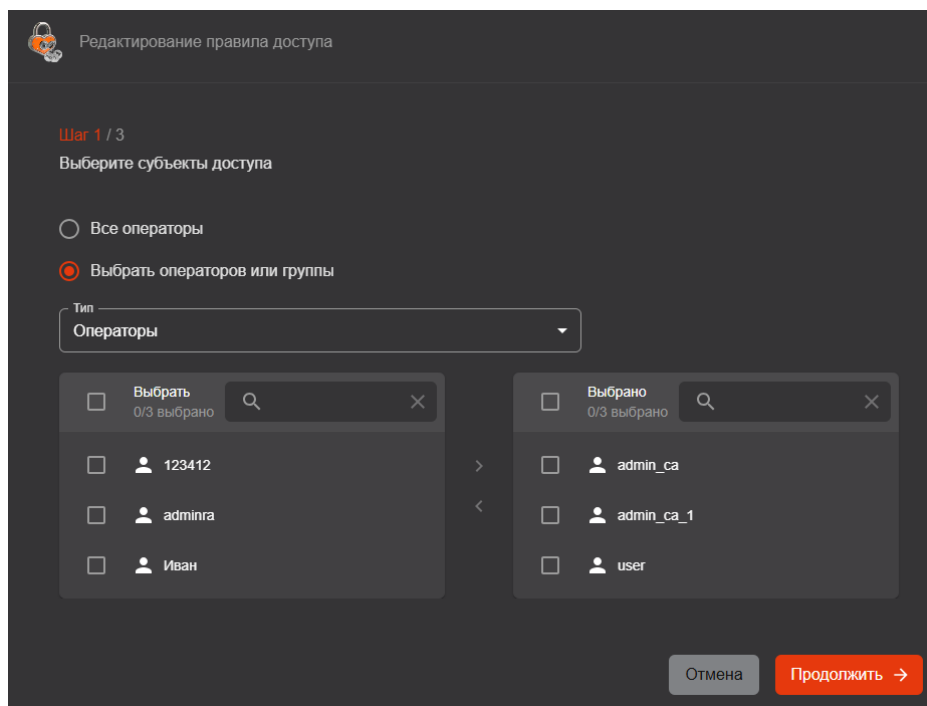 Редактирование правила доступа
Шаг 1 / 3
Выберите субъекты доступа
Все операторы
Выбрать операторов или группы
Тип
Операторы
Выбрать
0/3 выбрано
123412
adminra
Иван
Выбрано
0/3 выбрано
admin_ca
admin_ca_1
user
Отмена
Продолжить